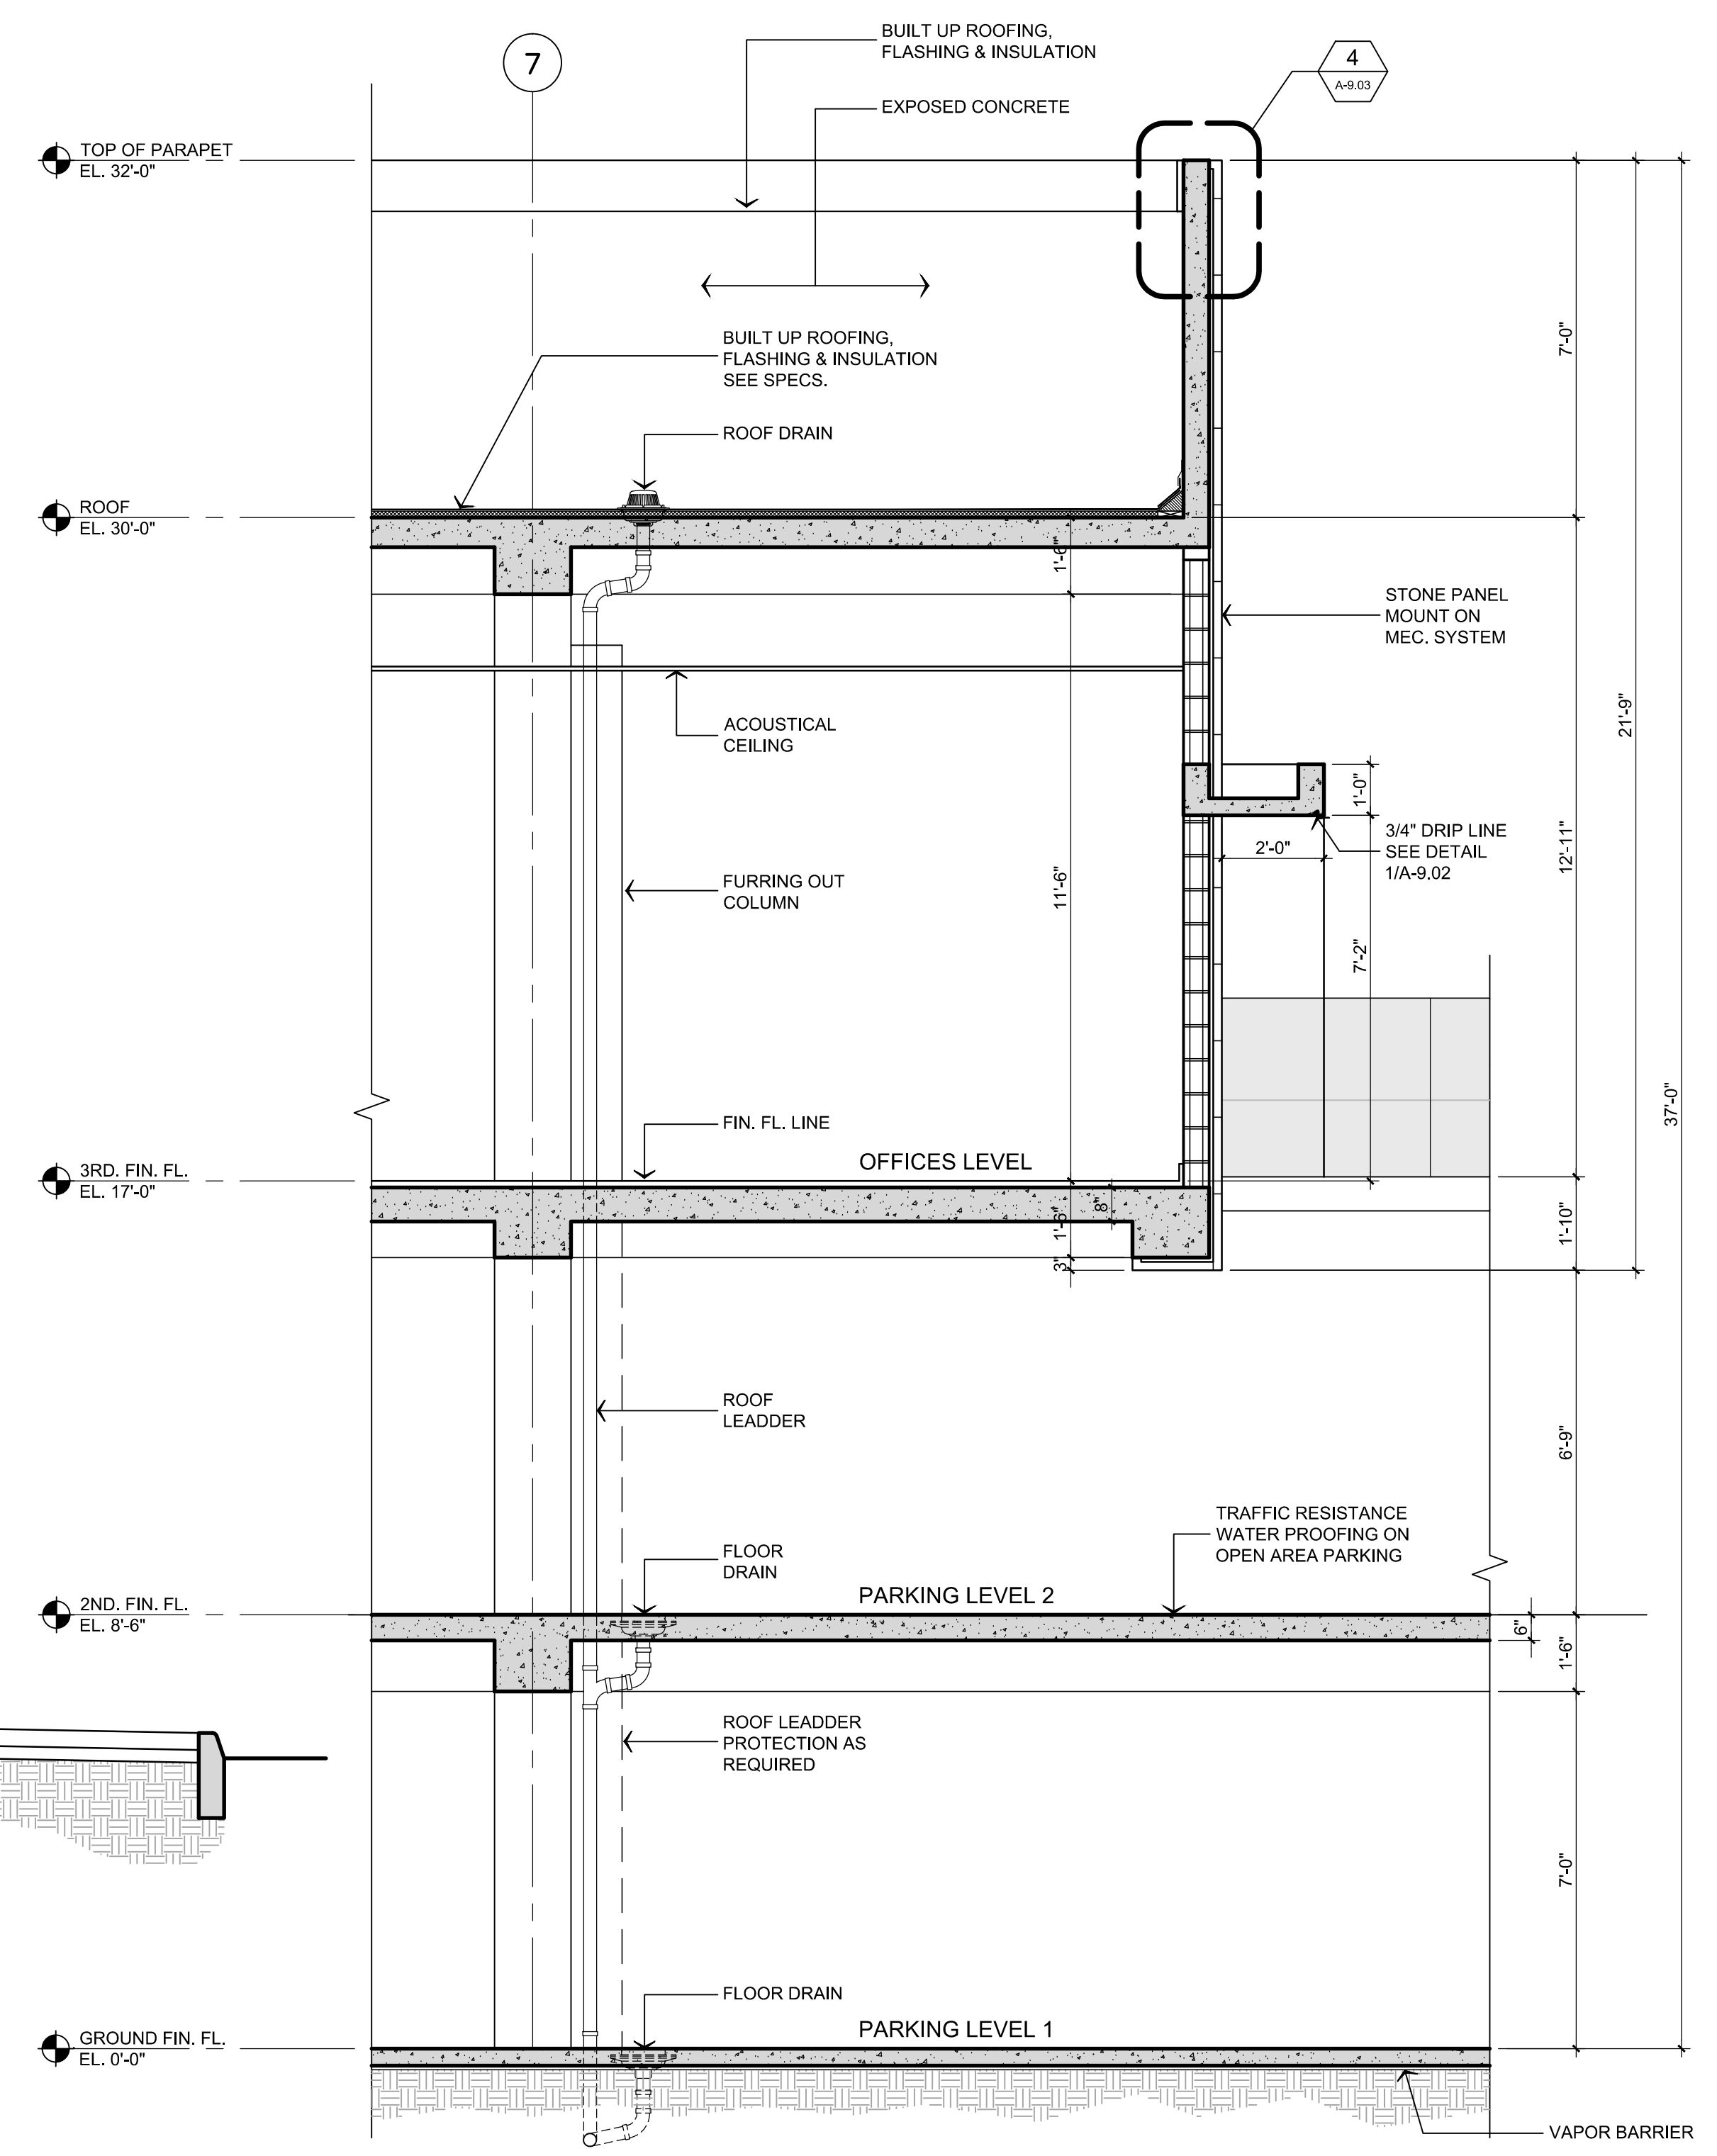 BUILT UP ROOFING,
FLASHING & INSULATION
7
4
A-9.03
EXPOSED CONCRETE
TOP OF PARAPET
EL. 32'-0"
7'-0"
BUILT UP ROOFING,
FLASHING & INSULATION
SEE SPECS.
ROOF DRAIN
ROOF
EL. 30'-0"
1'-6"
STONE PANEL
MOUNT ON
MEC. SYSTEM
21'-9"
ACOUSTICAL
CEILING
1'-0"
3/4" DRIP LINE
SEE DETAIL
1/A-9.02
2'-0"
12'-11"
FURRING OUT
COLUMN
11'-6"
7'-2"
37'-0"
FIN. FL. LINE
OFFICES LEVEL
3RD. FIN. FL.
EL. 17'-0"
8"
1'-6"
1'-10"
3"
ROOF
LEADDER
6'-9"
TRAFFIC RESISTANCE
WATER PROOFING ON
OPEN AREA PARKING
FLOOR
DRAIN
PARKING LEVEL 2
2ND. FIN. FL.
EL. 8'-6"
6"
1'-6"
ROOF LEADDER
PROTECTION AS
REQUIRED
7'-0"
FLOOR DRAIN
PARKING LEVEL 1
GROUND FIN. FL.
EL. 0'-0"
VAPOR BARRIER